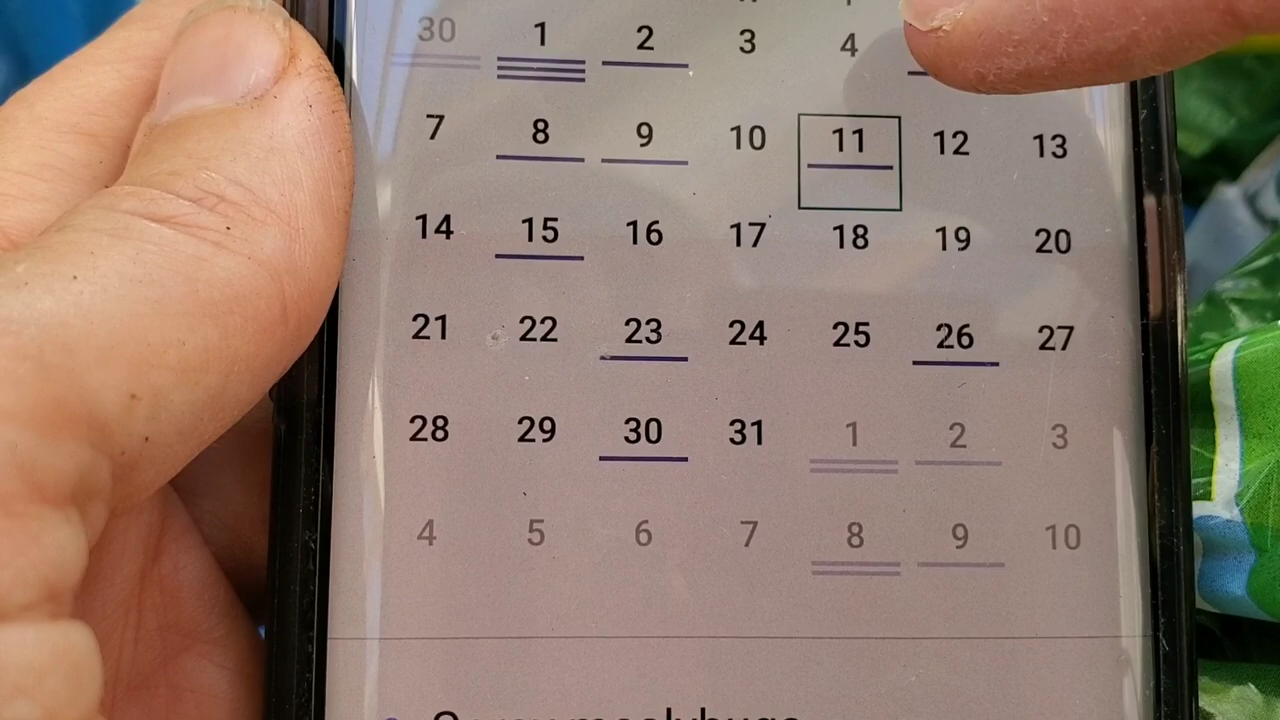 30 1 2 3 4
7 8 9 10 11 12 13
14 15 16 17 18 19 20
21 22 23 24 25 26 27
28 29 30 31 1 2 3
4 5 6 7 8 9 10